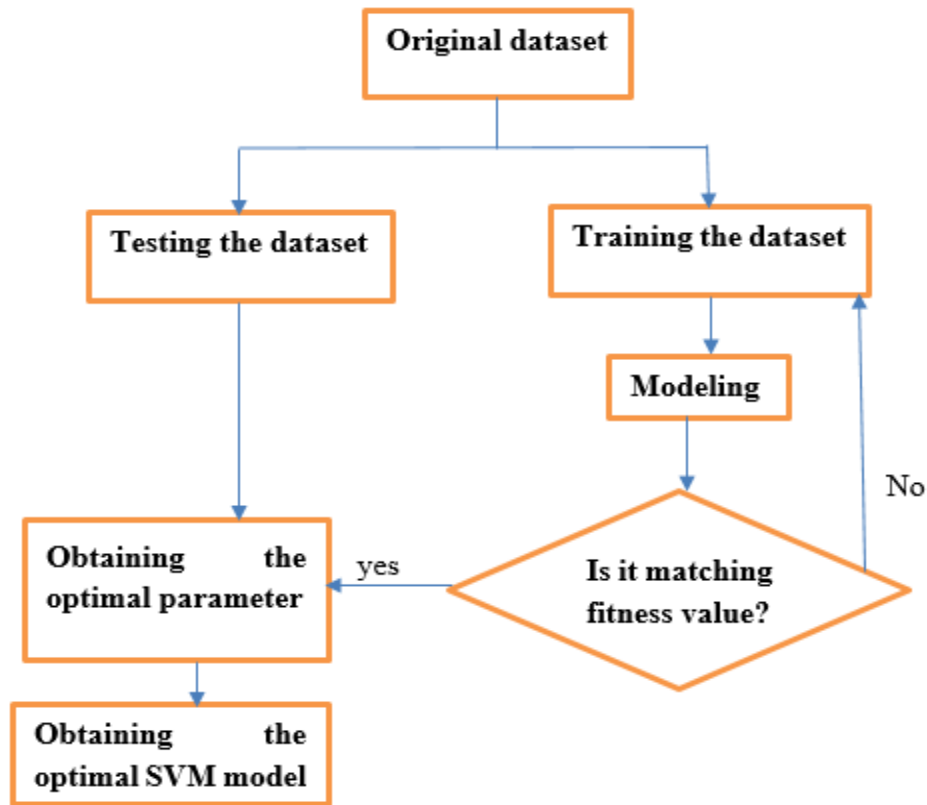 Original dataset
Testing the dataset
Training the dataset
Modeling
No
Is it matching
fitness value?
yes
Obtaining the
optimal parameter
Obtaining the
optimal SVM model